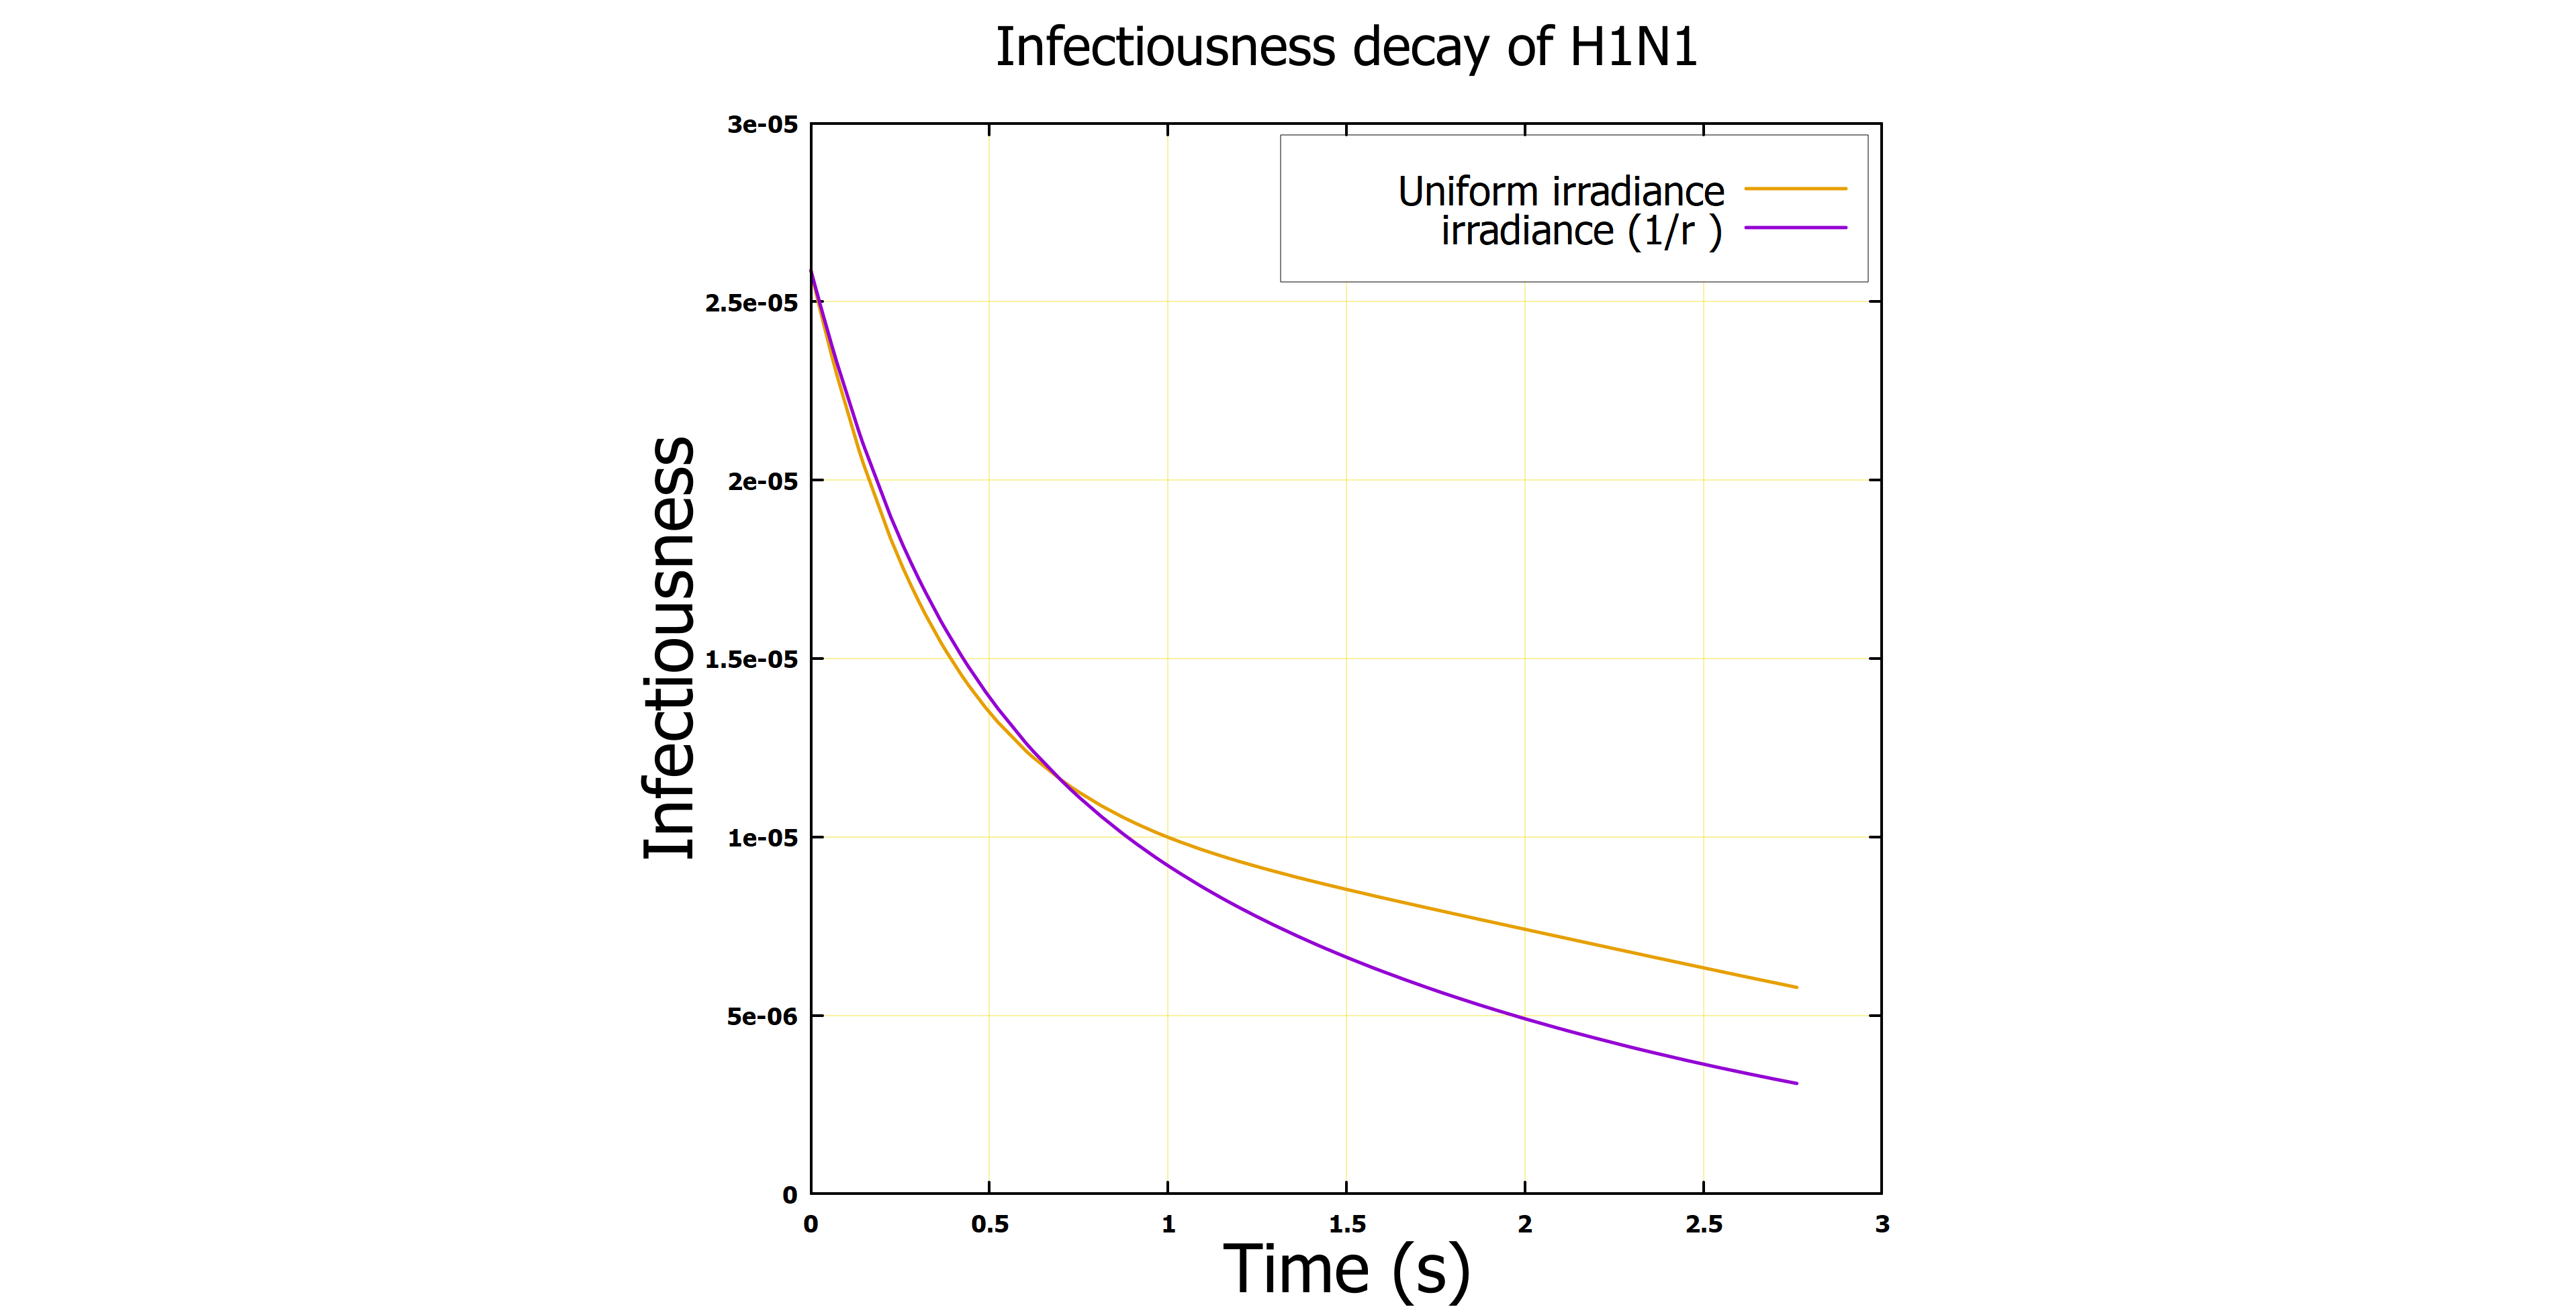 Infectiousness decay of H1N1
3e-05
2.5e-05
2e-05
1.5e-05
1e-05
5e-06
0
Infectiousness
Uniform irradiance
irradiance (1/r )
0 0.5 1 1.5 2 2.5 3
Time (s)